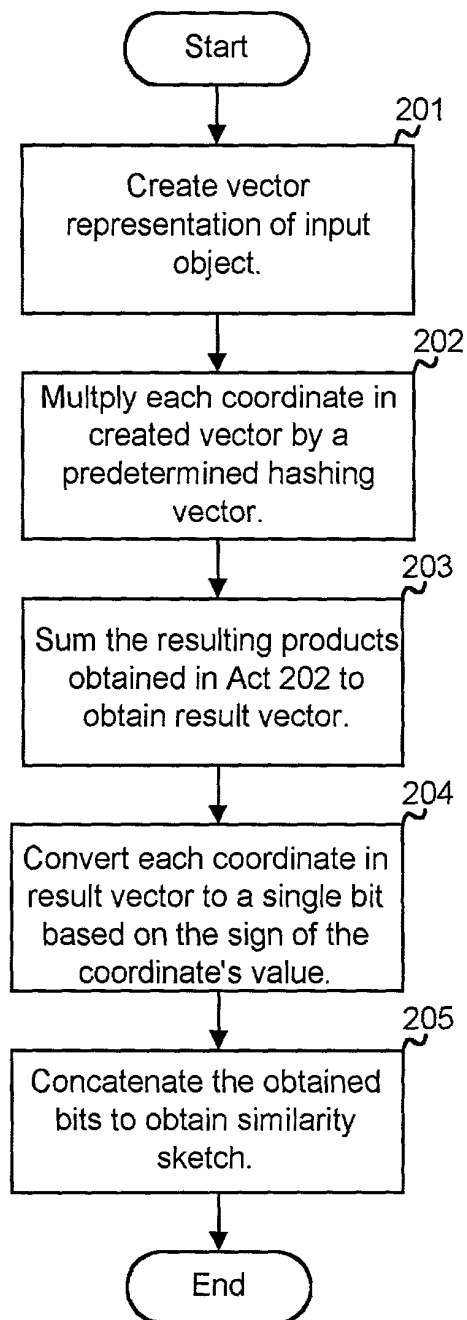 Start
201
Create vector
representation of input
object.
202
Multply each coordinate in
created vector by a
predetermined hashing
vector.
203
Sum the resulting products
obtained in Act 202 to
obtain result vector.
204
Convert each coordinate in
result vector to a single bit
based on the sign of the
coordinate's value.
205
Concatenate the obtained
bits to obtain similarity
sketch.
End